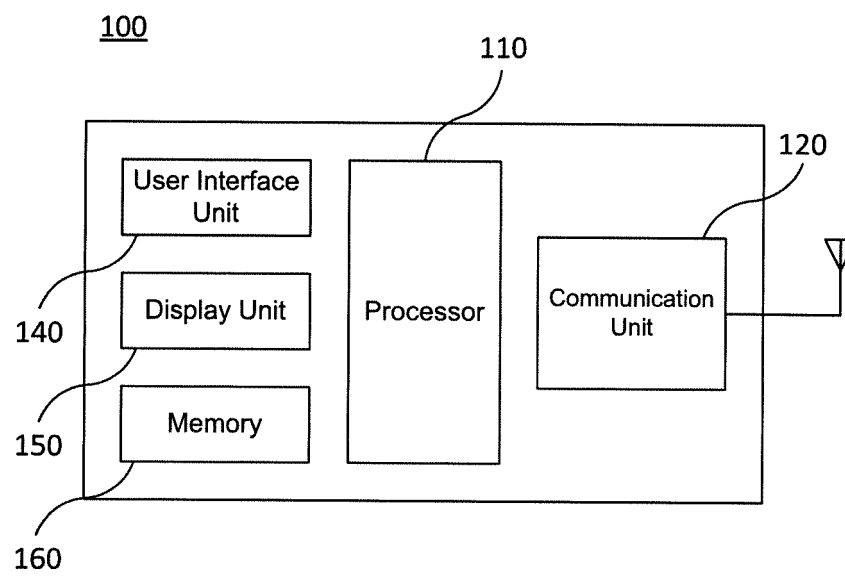 100
110
120
User Interface
Unit
140
Display Unit
150
Memory
160
Processor
Communication
Unit